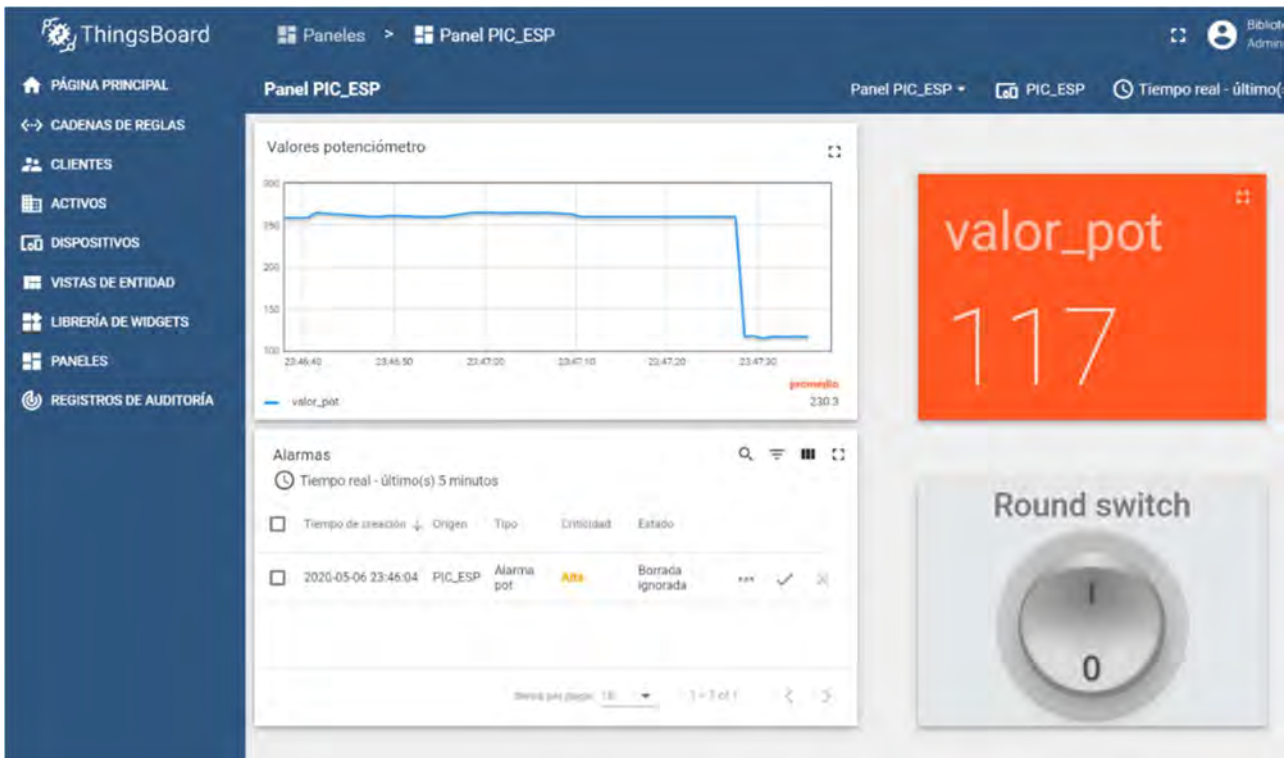 ThingsBoard
Paneles > Panel PIC_ESP
Bibliote
Admin
PÁGINA PRINCIPAL
CADENAS DE REGLAS
CLIENTES
ACTIVOS
DISPOSITIVOS
VISTAS DE ENTIDAD
LIBRERÍA DE WIDGETS
PANELES
REGISTROS DE AUDITORÍA
Panel PIC_ESP
Panel PIC_ESP
PIC_ESP
Tiempo real - último(
Valores potenciómetro
300
250
200
150
100
23:46:40 23:46:50 23:47:00 23:47:10 23:47:20 23:47:30
promedio
valor_pot 230.3
valor_pot
117
Alarmas
Tiempo real - último(s) 5 minutos
Tiempo de creación ↓ Origen Tipo Criticidad Estado
2020-05-06 23:46:04 PIC_ESP Alarma pot Alta Borrada ignorada
1 - 1 of 1
Round switch
I
0